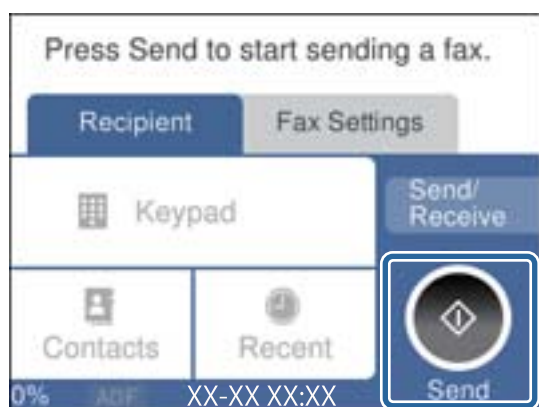 Press Send to start sending a fax.
Recipient Fax Settings
Keypad
Send/
Receive
Contacts Recent
0% ADF XX-XX XX:XX Send